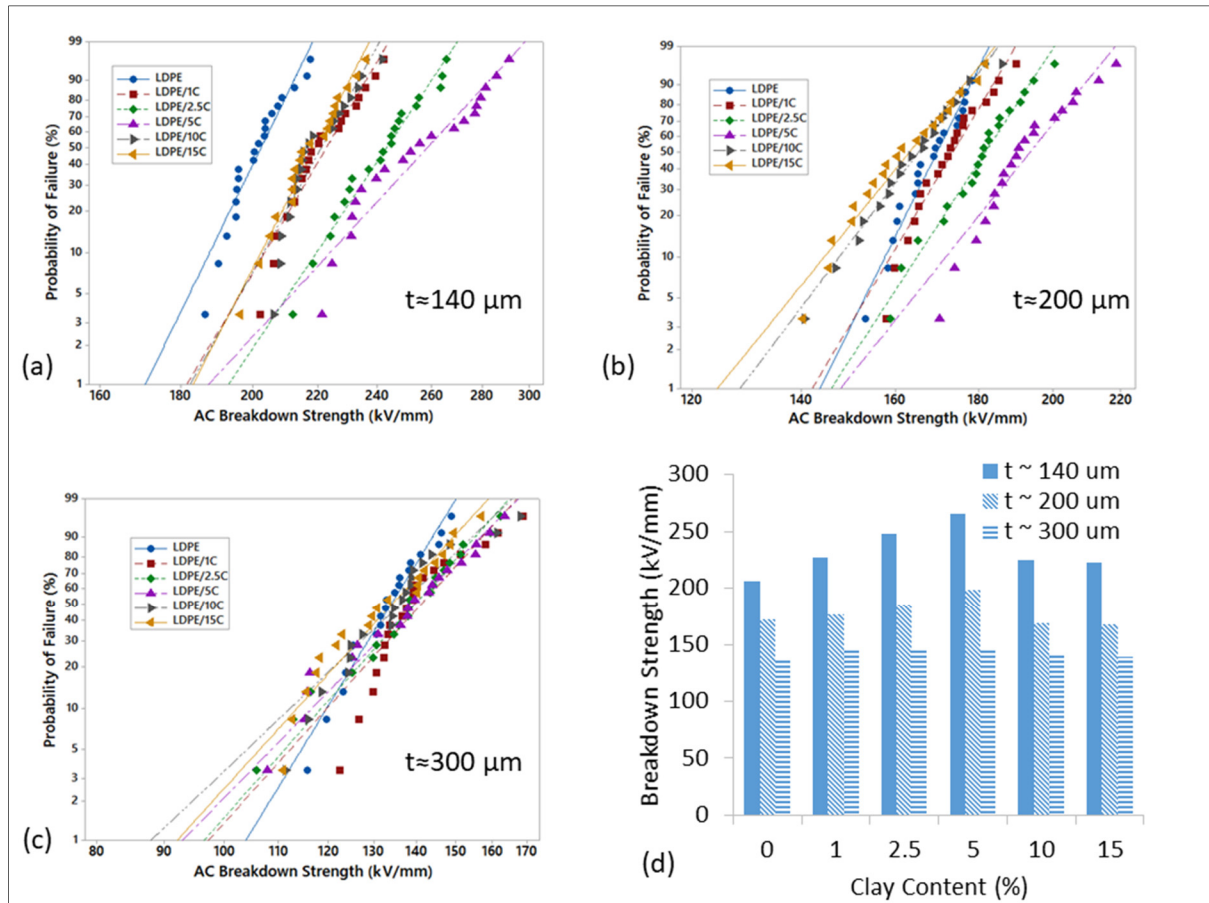 99
90
80
70
60
50
40
30
20
10
5
3
2
1
Probability of Failure (%)
LDPE
LDPE/1C
LDPE/2.5C
LDPE/5C
LDPE/10C
LDPE/15C
t≈140 µm
(a)
160 200 220 240 260 280 300
AC Breakdown Strength (kV/mm)
99
90
80
70
60
50
40
30
20
10
5
3
2
1
Probability of Failure (%)
LDPE
LDPE/1C
LDPE/2.5C
LDPE/5C
LDPE/10C
LDPE/15C
t≈200 µm
(b)
120 140 160 180 200 220
AC Breakdown Strength (kV/mm)
99
90
80
70
60
50
40
30
20
10
5
3
2
1
Probability of Failure (%)
LDPE
LDPE/1C
LDPE/2.5C
LDPE/5C
LDPE/10C
LDPE/15C
t≈300 µm
(c)
80 90 100 110 120 130 140 150 160 170
AC Breakdown Strength (kV/mm)
300
250
200
150
100
50
0
Breakdown Strength (kV/mm)
t ~ 140 um
t ~ 200 um
t ~ 300 um
0 1 2.5 5 10 15
Clay Content (%)
(d)